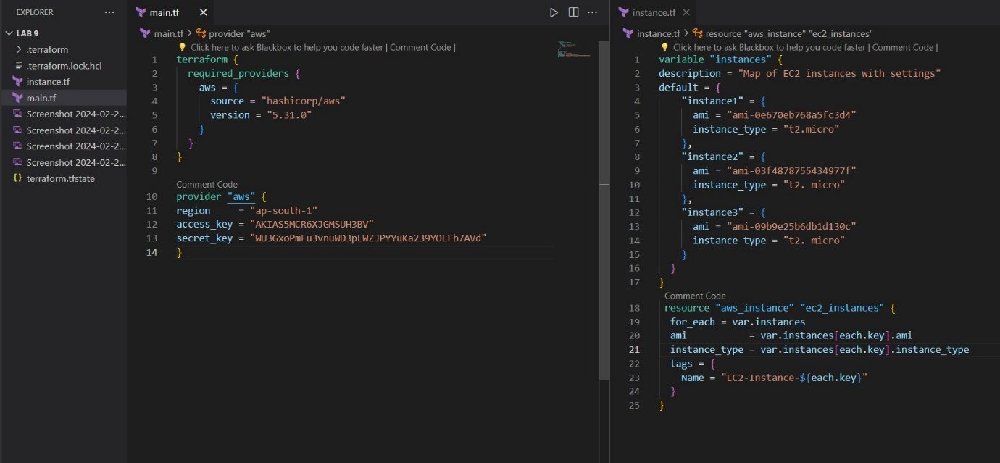 EXPLORER
LAB 9
.terraform
.terraform.lock.hcl
instance.tf
main.tf
Screenshot 2024-02-2...
Screenshot 2024-02-2...
Screenshot 2024-02-2...
Screenshot 2024-02-2...
terraform.tfstate
main.tf
main.tf > provider "aws"
Click here to ask Blackbox to help you code faster | Comment Code |
1 terraform {
2 required_providers {
3 aws = {
4 source = "hashicorp/aws"
5 version = "5.31.0"
6 }
7 }
8 }
9
Comment Code
10 provider "aws" {
11 region = "ap-south-1"
12 access_key = "AKIAS5MCR6XJGMSUH3BV"
13 secret_key = "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"
14 }
instance.tf
instance.tf > resource "aws_instance" "ec2_instances"
Click here to ask Blackbox to help you code faster | Comment Code |
1 variable "instances" {
2 description = "Map of EC2 instances with settings"
3 default = {
4 "instance1" = {
5 ami = "ami-0e670eb768a5fc3d4"
6 instance_type = "t2.micro"
7 },
8 "instance2" = {
9 ami = "ami-03f4878755434977f"
10 instance_type = "t2. micro"
11 },
12 "instance3" = {
13 ami = "ami-09b9e25b6db1d130c"
14 instance_type = "t2. micro"
15 }
16 }
17 }
Comment Code
18 resource "aws_instance" "ec2_instances" {
19 for_each = var.instances
20 ami = var.instances[each.key].ami
21 instance_type = var.instances[each.key].instance_type
22 tags = {
23 Name = "EC2-Instance-${each.key}"
24 }
25 }